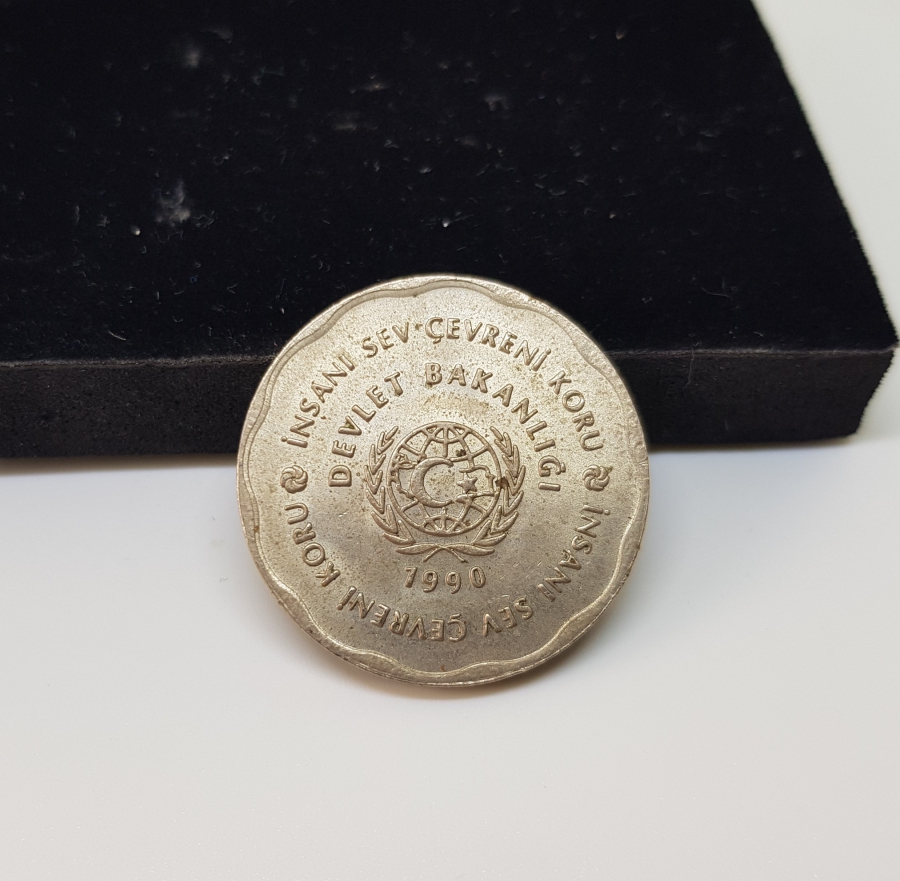 İNSANI SEV ÇEVRENİ KORU
DEVLET BAKANLIĞI
1990
İNSANI SEV ÇEVRENİ KORU